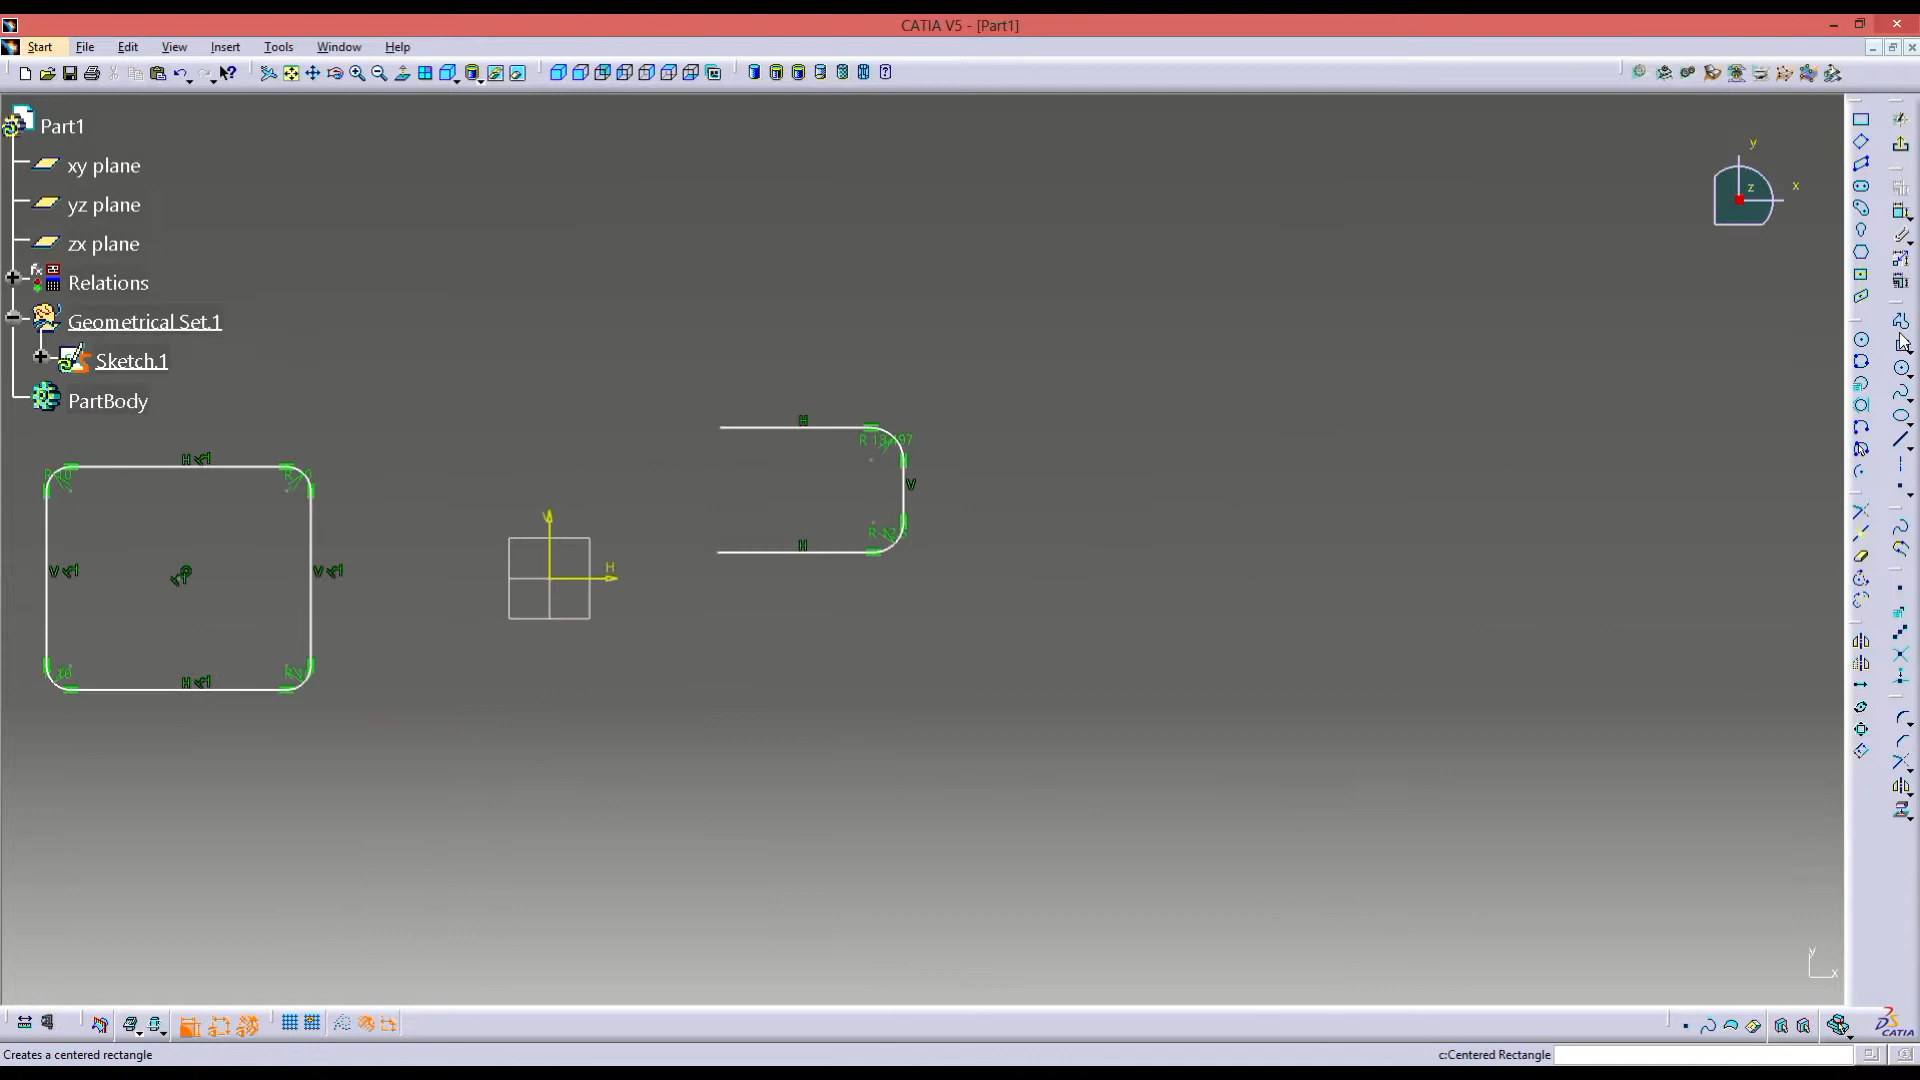 CATIA V5 - [Part1]
Start File Edit View Insert Tools Window Help
Part1
xy plane
yz plane
zx plane
Relations
Geometrical Set.1
Sketch.1
PartBody
y
x
z
H
R
H
V
V
V
H
V
H
H
y
x
CATIA
Creates a centered rectangle
c:Centered Rectangle